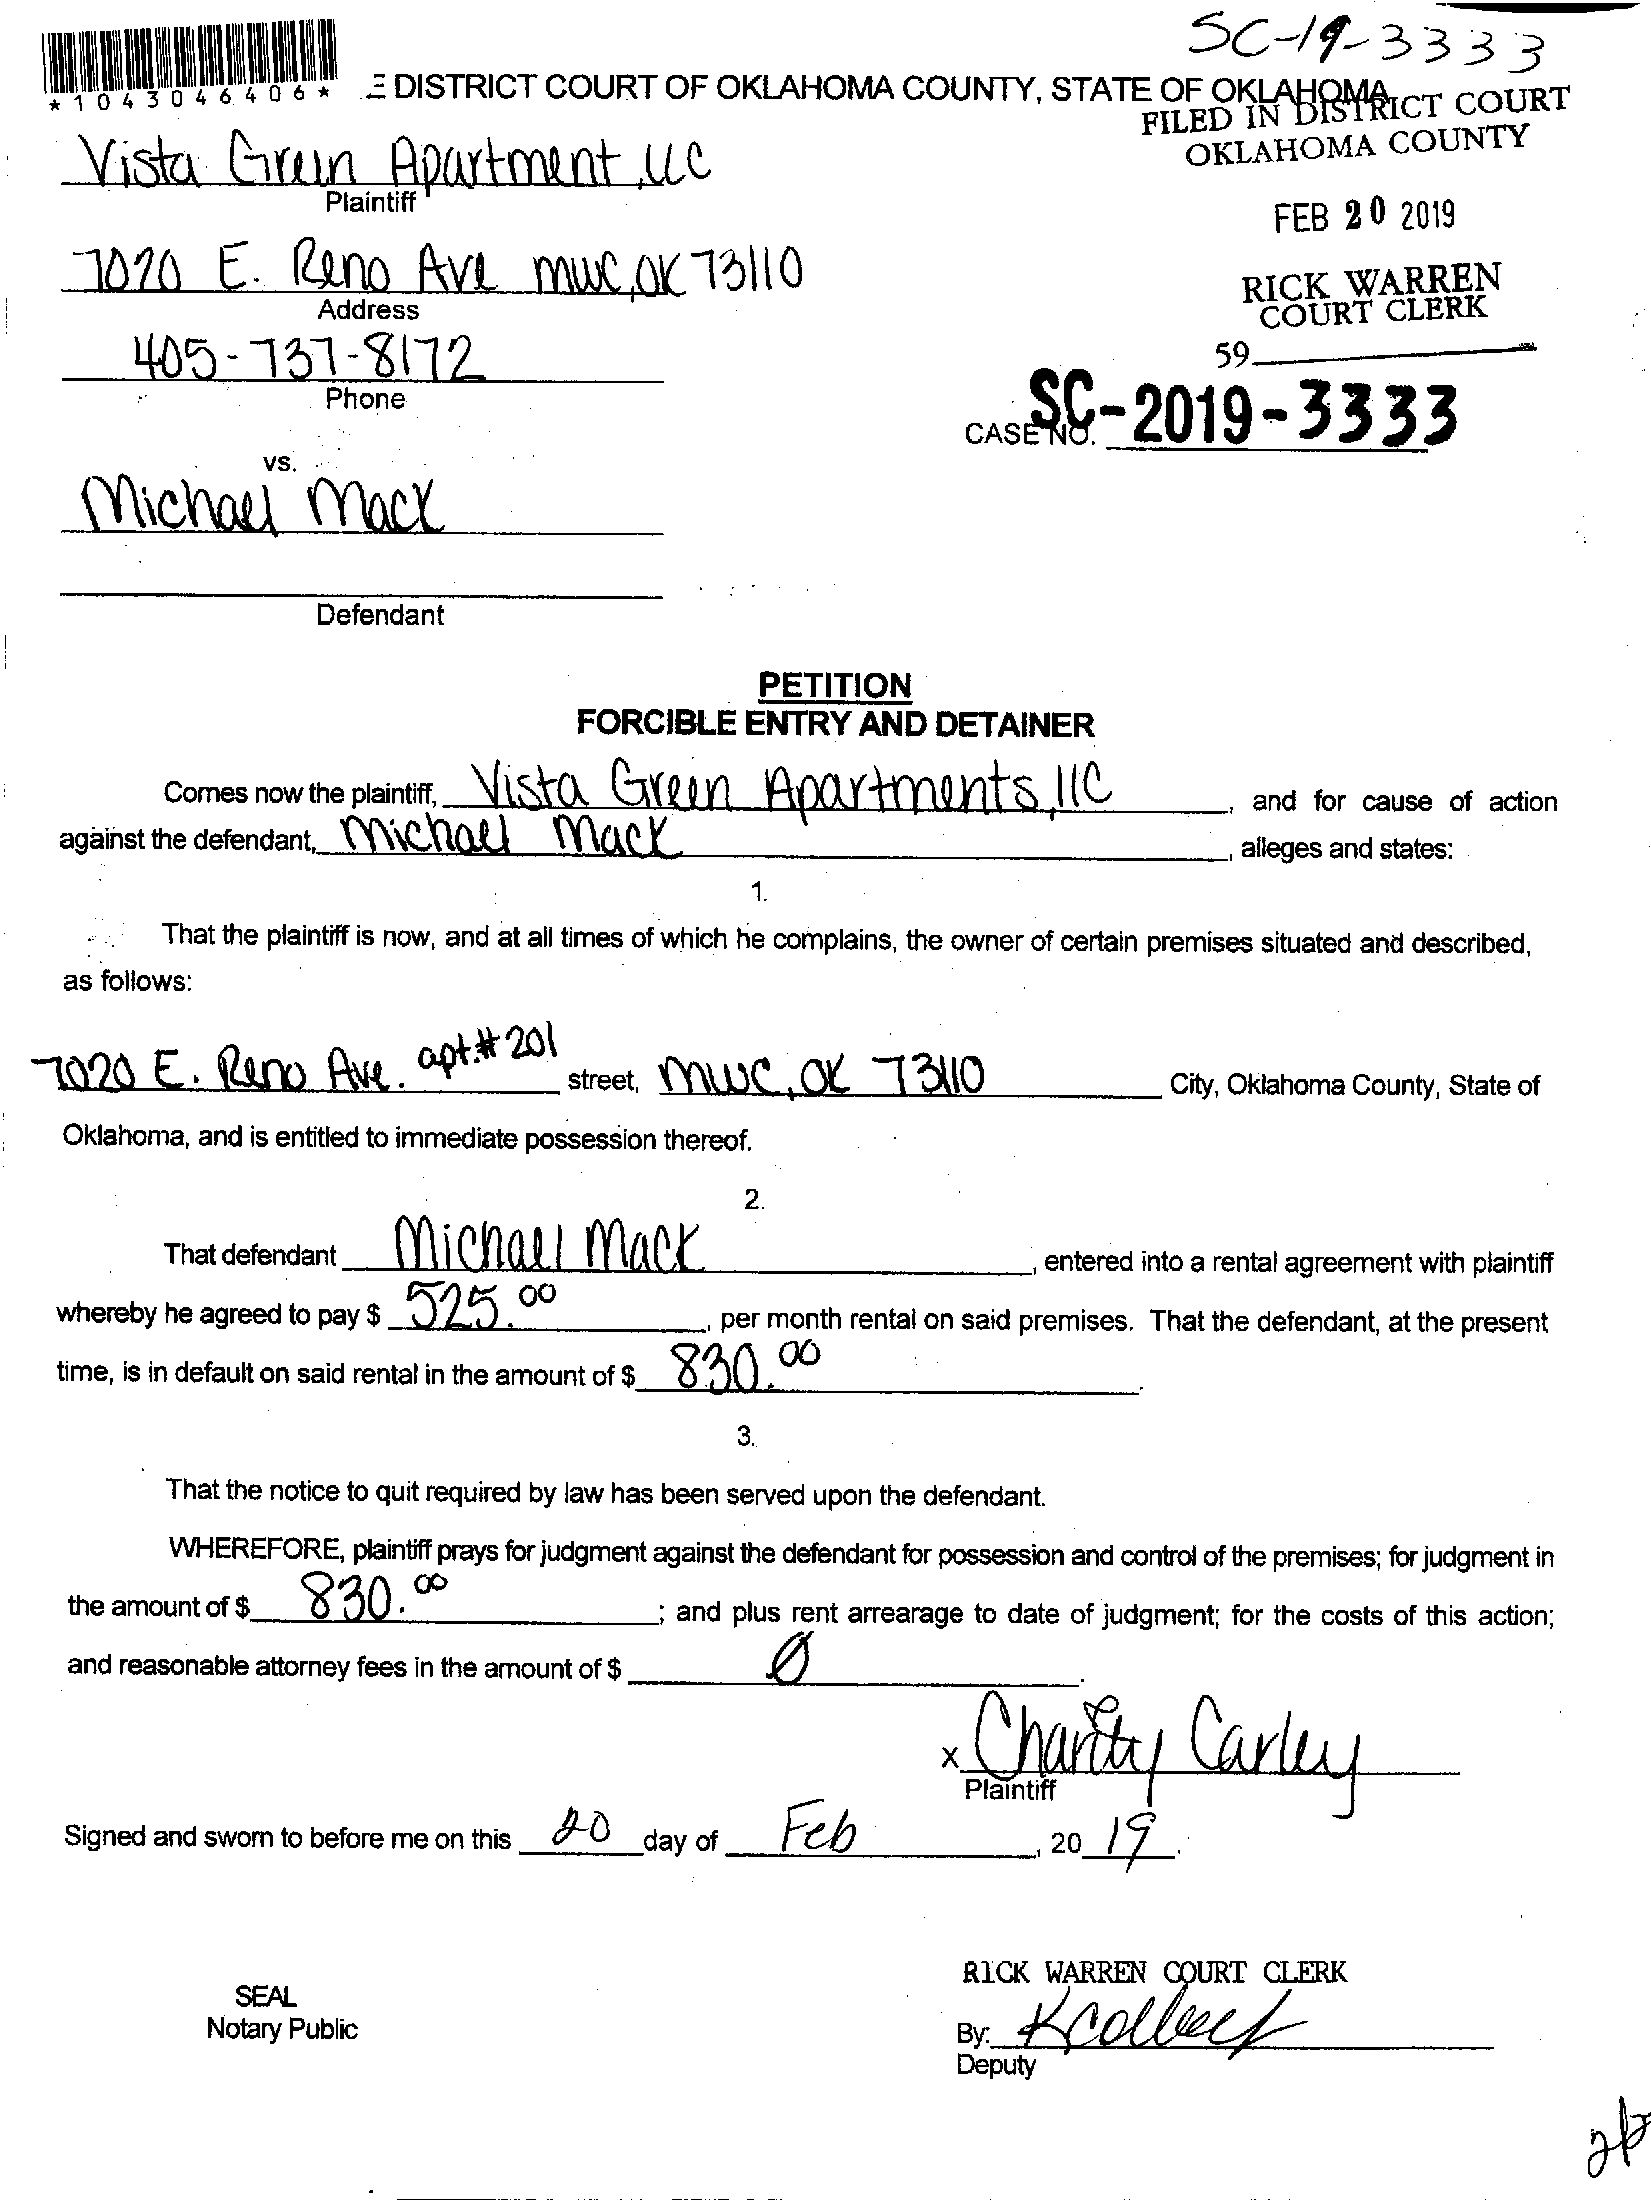 SC-19-3333
*1043046406*
E DISTRICT COURT OF OKLAHOMA COUNTY, STATE OF OKLAHOMA
FILED IN DISTRICT COURT
OKLAHOMA COUNTY
Vista Green Apartment, LLC
Plaintiff
FEB 20 2019
7020 E. Reno Ave MWC, OK 73110
Address
RICK WARREN
COURT CLERK
405-737-8172
Phone
59
CASE NO. SC-2019-3333
vs.
Michael Mack
Defendant
PETITION
FORCIBLE ENTRY AND DETAINER
Comes now the plaintiff, Vista Green Apartments, llC, and for cause of action
against the defendant, Michael Mack, alleges and states:
1.
That the plaintiff is now, and at all times of which he complains, the owner of certain premises situated and described,
as follows:
7020 E. Reno Ave. apt.#201 street, MWC, OK 73110 City, Oklahoma County, State of
Oklahoma, and is entitled to immediate possession thereof.
2.
That defendant Michael Mack, entered into a rental agreement with plaintiff
whereby he agreed to pay $ 525.00, per month rental on said premises. That the defendant, at the present
time, is in default on said rental in the amount of $ 830.00.
3.
That the notice to quit required by law has been served upon the defendant.
WHEREFORE, plaintiff prays for judgment against the defendant for possession and control of the premises; for judgment in
the amount of $ 830.00; and plus rent arrearage to date of judgment; for the costs of this action;
and reasonable attorney fees in the amount of $ Ø.
x Charity Carley
Plaintiff
Signed and sworn to before me on this 20 day of Feb, 2019.
RICK WARREN COURT CLERK
SEAL
Notary Public
By:
Deputy